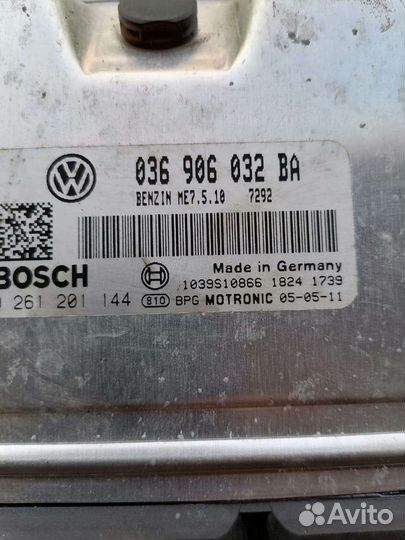 036 906 032 BA
BENZIN ME7.5.10 7292
BOSCH
Made in Germany
1039S10866 1824 1739
261 201 144 810 BPG MOTRONIC 05-05-11
Avito